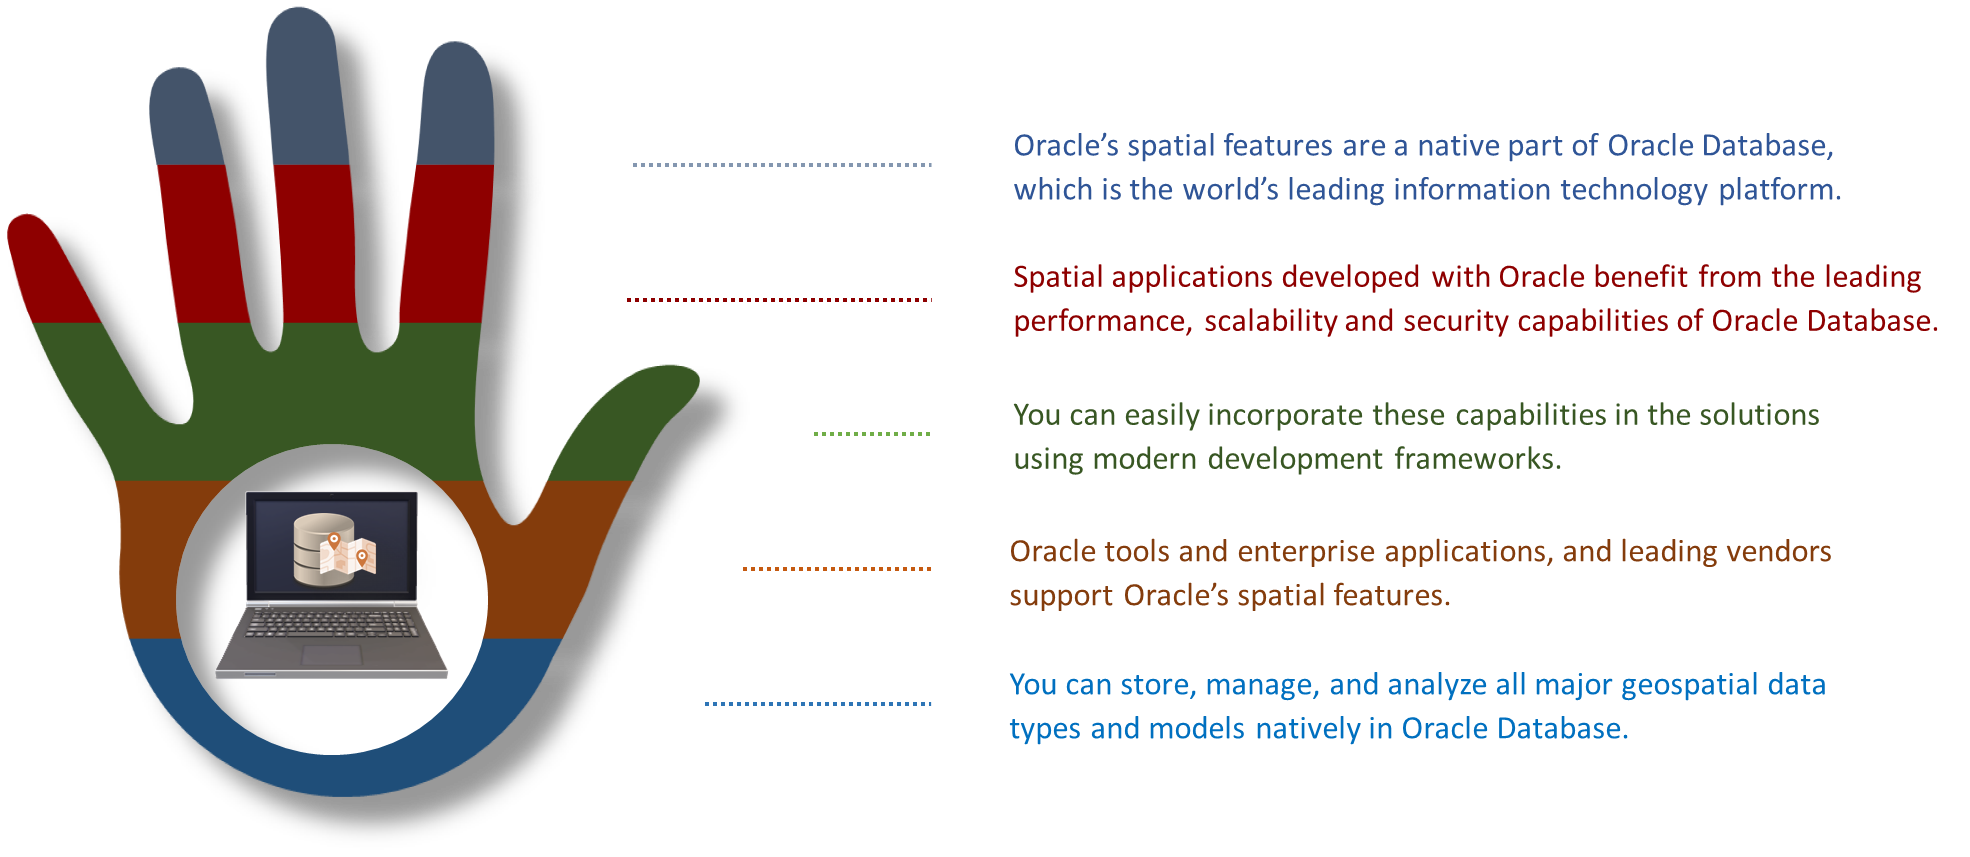 Oracle’s spatial features are a native part of Oracle Database,
which is the world’s leading information technology platform.
Spatial applications developed with Oracle benefit from the leading
performance, scalability and security capabilities of Oracle Database.
You can easily incorporate these capabilities in the solutions
using modern development frameworks.
Oracle tools and enterprise applications, and leading vendors
support Oracle’s spatial features.
You can store, manage, and analyze all major geospatial data
types and models natively in Oracle Database.